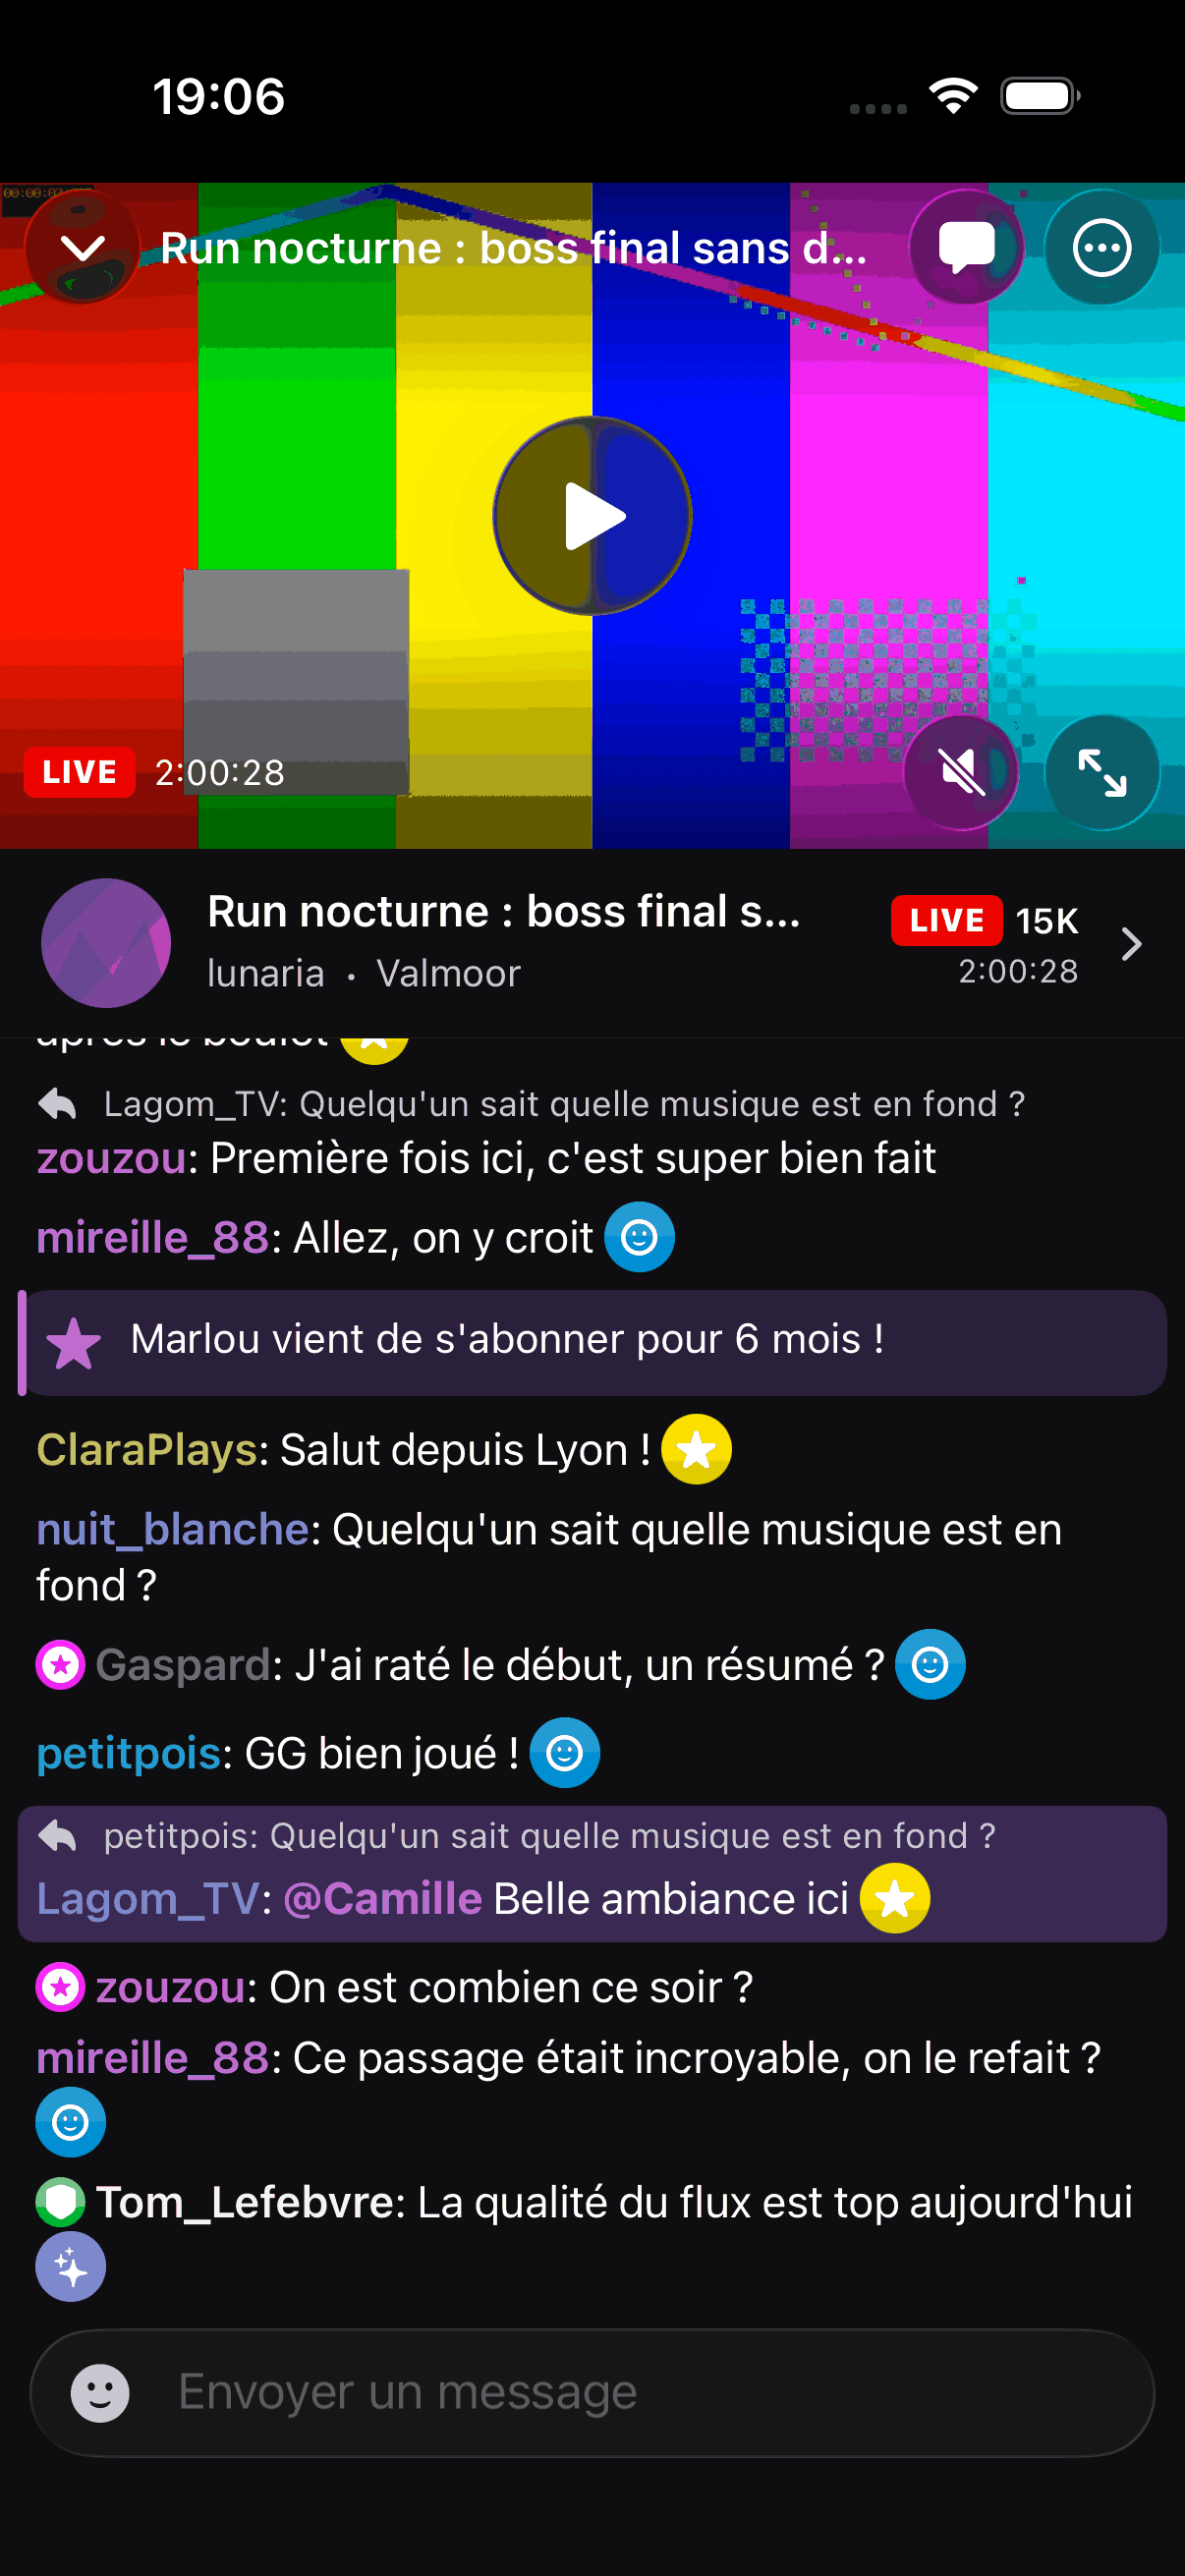 19:06
Run nocturne : boss final sans d...
LIVE 2:00:28
Run nocturne : boss final s...
LIVE 15K
lunaria • Valmoor
2:00:28
après le boulot
Lagom_TV: Quelqu'un sait quelle musique est en fond ?
zouzou: Première fois ici, c'est super bien fait
mireille_88: Allez, on y croit
Marlou vient de s'abonner pour 6 mois !
ClaraPlays: Salut depuis Lyon !
nuit_blanche: Quelqu'un sait quelle musique est en
fond ?
Gaspard: J'ai raté le début, un résumé ?
petitpois: GG bien joué !
petitpois: Quelqu'un sait quelle musique est en fond ?
Lagom_TV: @Camille Belle ambiance ici
zouzou: On est combien ce soir ?
mireille_88: Ce passage était incroyable, on le refait ?
Tom_Lefebvre: La qualité du flux est top aujourd'hui
Envoyer un message